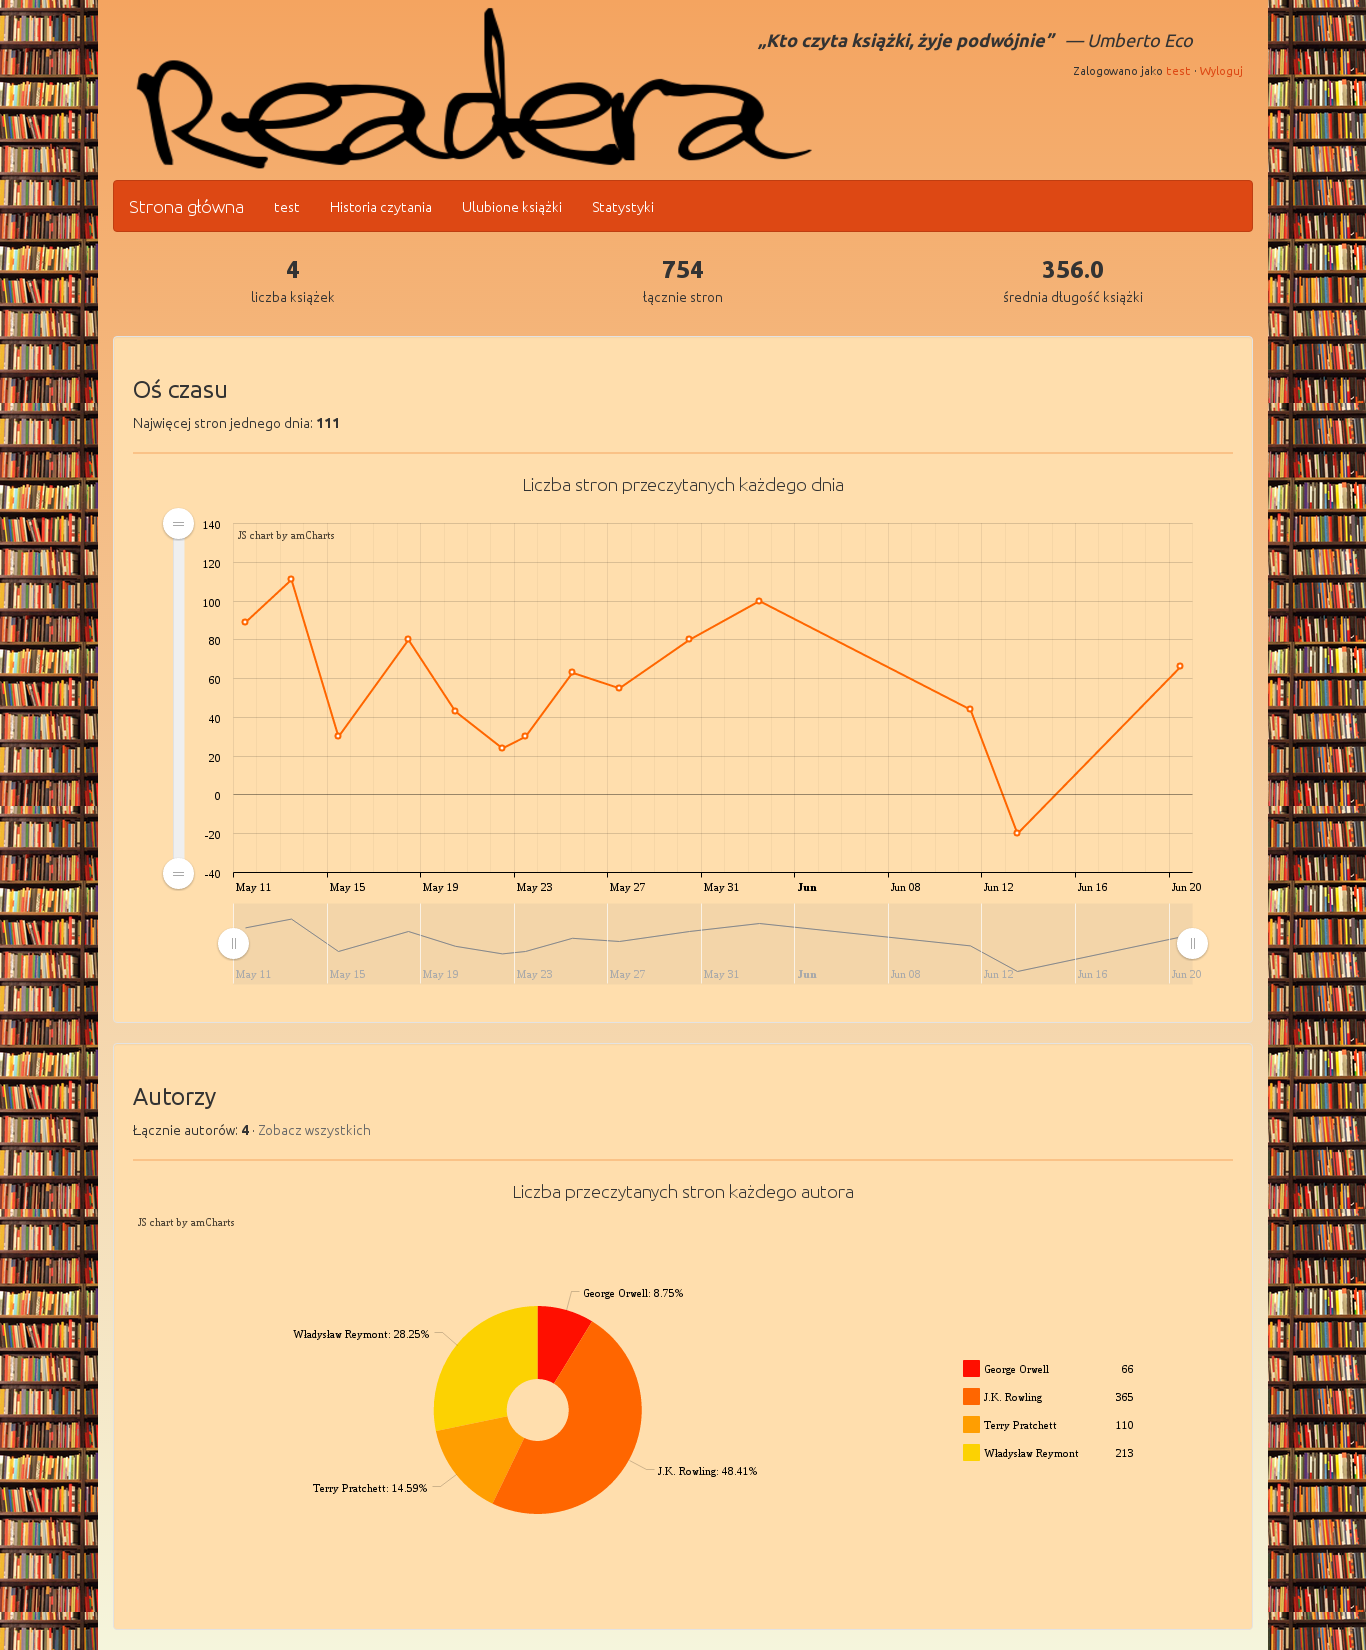 Readera
„Kto czyta książki, żyje podwójnie” — Umberto Eco
Zalogowano jako test · Wyloguj
Strona główna test Historia czytania Ulubione książki Statystyki
4 754 356.0
liczba książek łącznie stron średnia długość książki
Oś czasu
Najwięcej stron jednego dnia: 111
Liczba stron przeczytanych każdego dnia
JS chart by amCharts
140
120
100
80
60
40
20
0
-20
-40
May 11 May 15 May 19 May 23 May 27 May 31 Jun Jun 08 Jun 12 Jun 16 Jun 20
May 11 May 15 May 19 May 23 May 27 May 31 Jun Jun 08 Jun 12 Jun 16 Jun 20
Autorzy
Łącznie autorów: 4 · Zobacz wszystkich
Liczba przeczytanych stron każdego autora
JS chart by amCharts
George Orwell: 8.75%
Władysław Reymont: 28.25%
J.K. Rowling: 48.41%
Terry Pratchett: 14.59%
George Orwell 66
J.K. Rowling 365
Terry Pratchett 110
Władysław Reymont 213